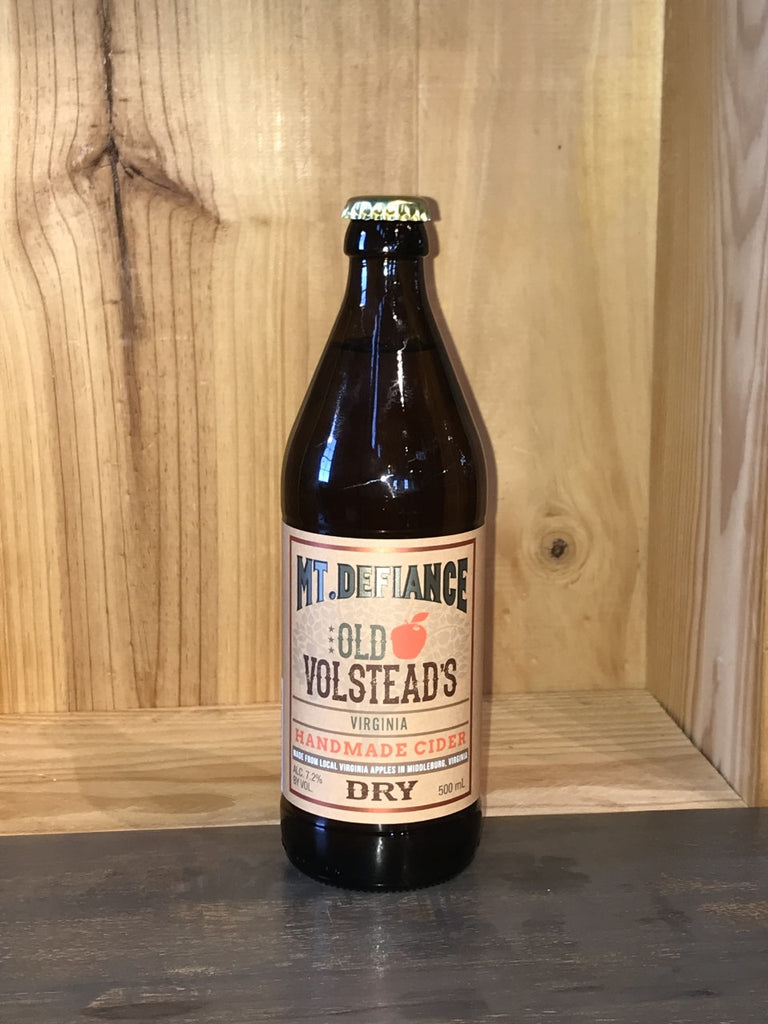 MT. DEFIANCE
OLD
VOLSTEAD'S
VIRGINIA
HANDMADE CIDER
MADE FROM LOCAL VIRGINIA APPLES IN MIDDLEBURG, VIRGINIA
ALC. 7.2%
BY VOL.
DRY
500 mL